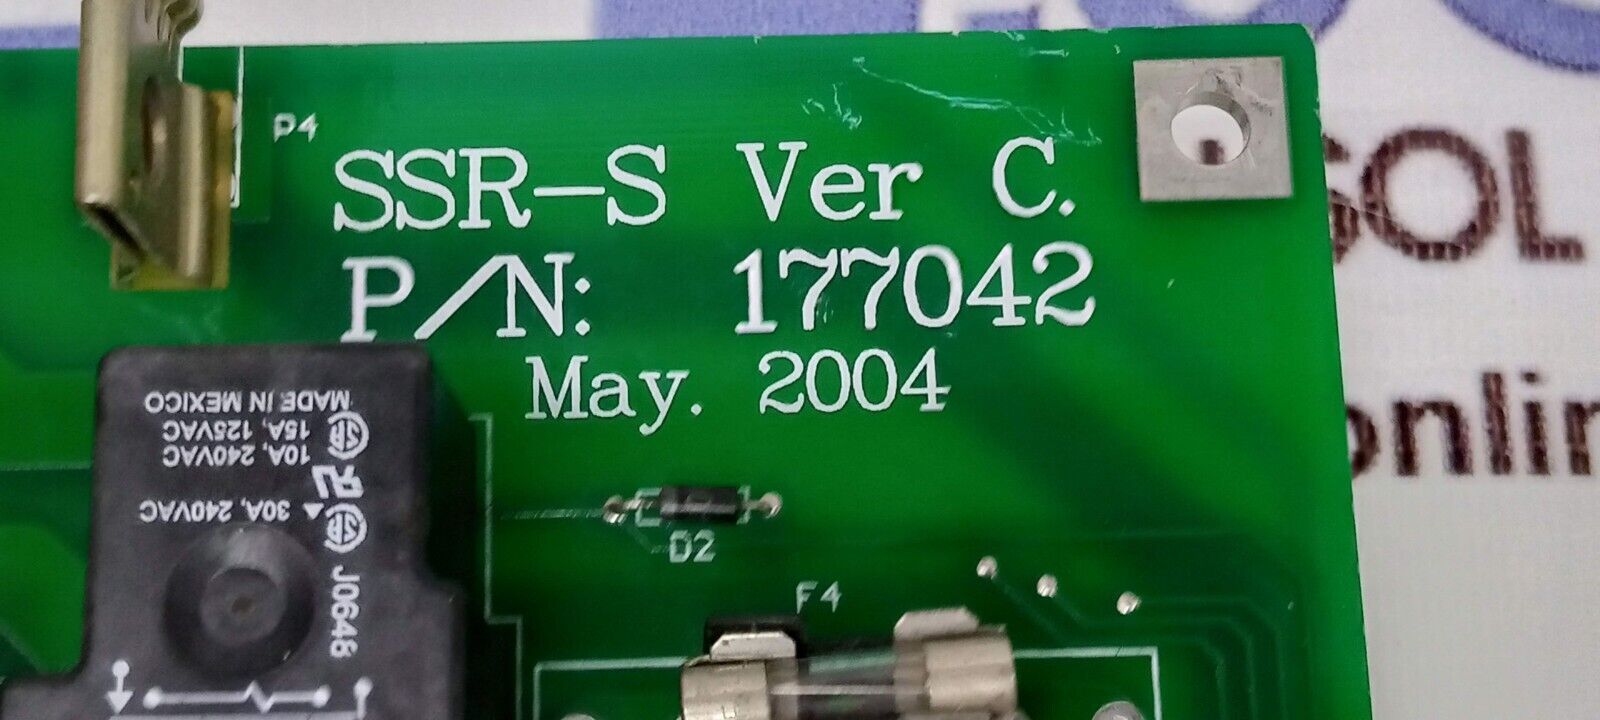 P4
SSR-S Ver C.
P/N: 177042
May. 2004
MADE IN MEXICO
15A, 125VAC
10A, 240VAC
30A, 240VAC
J0648
D2
F4
SOL
onlin